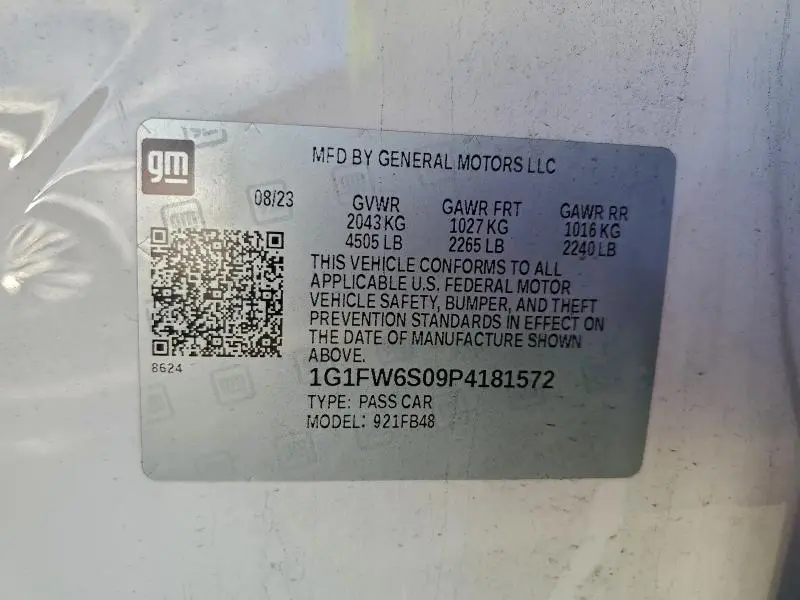 gm
MFD BY GENERAL MOTORS LLC
08/23
GVWR GAWR FRT GAWR RR
2043 KG 1027 KG 1016 KG
4505 LB 2265 LB 2240 LB
THIS VEHICLE CONFORMS TO ALL
APPLICABLE U.S. FEDERAL MOTOR
VEHICLE SAFETY, BUMPER, AND THEFT
PREVENTION STANDARDS IN EFFECT ON
THE DATE OF MANUFACTURE SHOWN
ABOVE.
8624
1G1FW6S09P4181572
TYPE: PASS CAR
MODEL: 921FB48